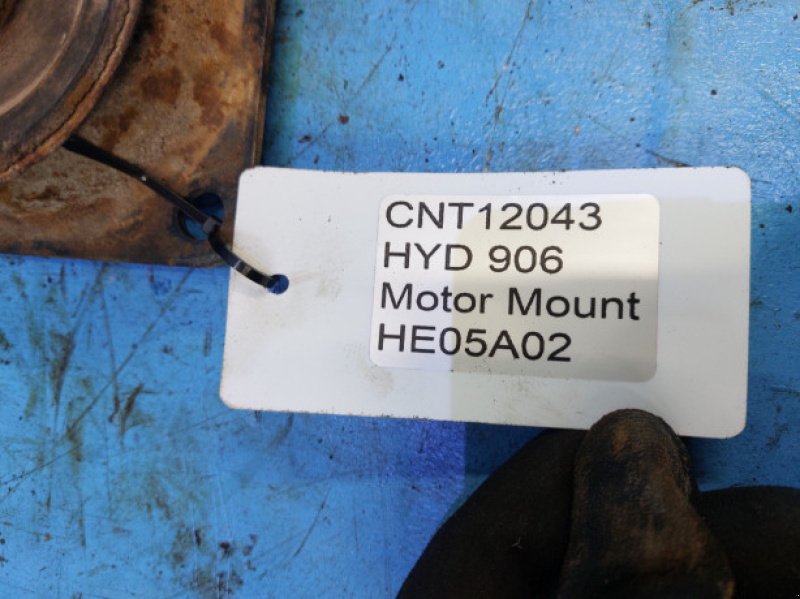 CNT12043
HYD 906
Motor Mount
HE05A02